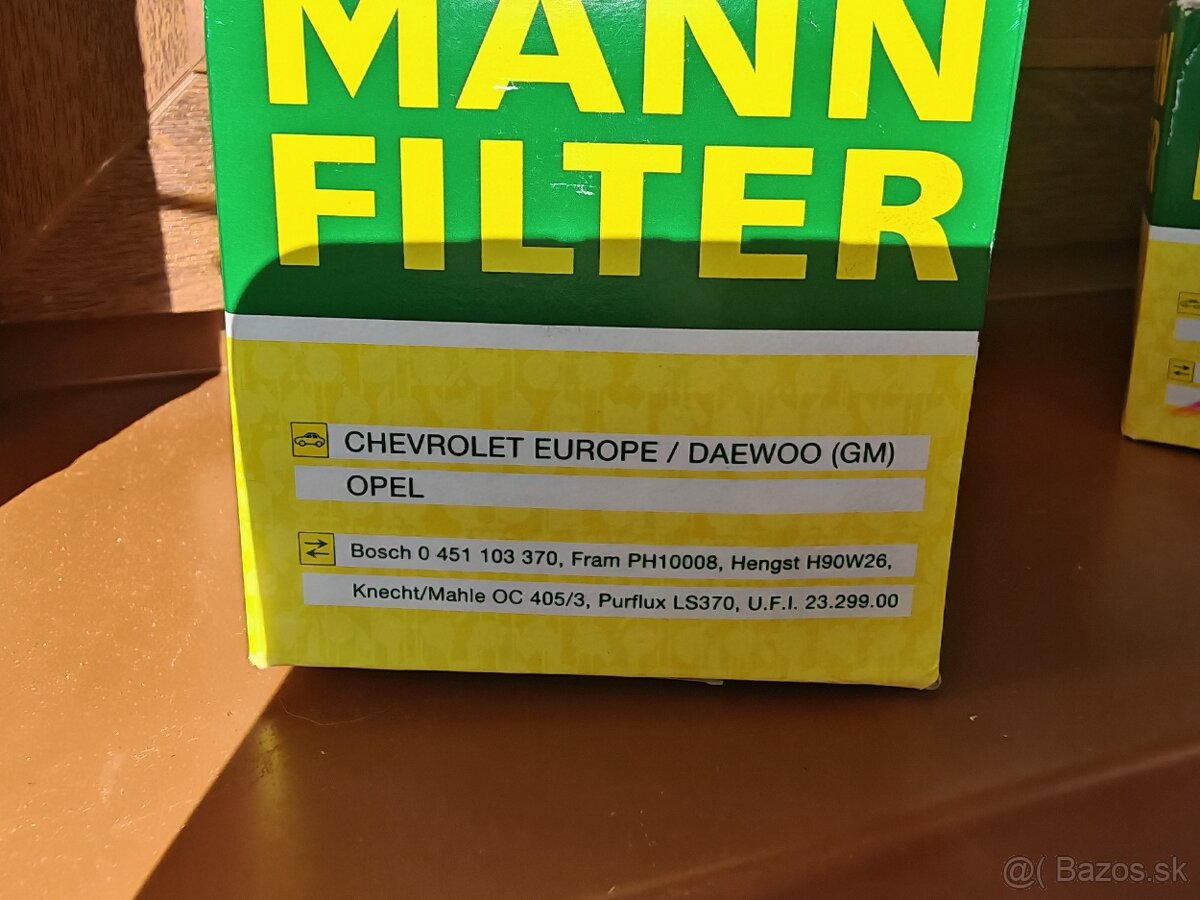 MANN
FILTER
CHEVROLET EUROPE / DAEWOO (GM)
OPEL
Bosch 0 451 103 370, Fram PH10008, Hengst H90W26,
Knecht/Mahle OC 405/3, Purflux LS370, U.F.I. 23.299.00
@( Bazos.sk